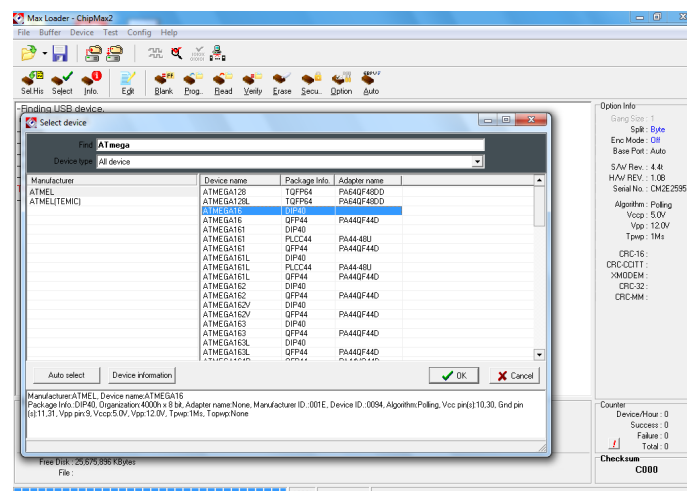 Max Loader - ChipMax2
File Buffer Device Test Config Help
Sel.His Select Info. Edit Blank Prog. Read Verify Erase Secu.. Option Auto
Finding USB device.
Select device
Find ATmega
Device type All device
Manufacturer
ATMEL
ATMEL(TEMIC)
Device name Package Info. Adapter name
ATMEGA128 TQFP64 PA64QF48DD
ATMEGA128L TQFP64 PA64QF48DD
ATMEGA16 DIP40
ATMEGA16 QFP44 PA44QF44D
ATMEGA161 DIP40
ATMEGA161 PLCC44 PA44-48U
ATMEGA161 QFP44 PA44QF44D
ATMEGA161L DIP40
ATMEGA161L PLCC44 PA44-48U
ATMEGA161L QFP44 PA44QF44D
ATMEGA162 DIP40
ATMEGA162 QFP44 PA44QF44D
ATMEGA162V DIP40
ATMEGA162V QFP44 PA44QF44D
ATMEGA163 DIP40
ATMEGA163 QFP44 PA44QF44D
ATMEGA163L DIP40
ATMEGA163L QFP44 PA44QF44D
Auto select Device information OK Cancel
Manufacturer:ATMEL, Device name:ATMEGA16
Package Info.:DIP40, Organization:4000h x 8 bit, Adapter name:None, Manufacturer ID.:001E, Device ID.:0094, Algorithm:Polling, Vcc pin(s):10,30, Gnd pin
(s):11,31, Vpp pin:9, Vccp:5.0V, Vpp:12.0V, Tpwp:1Ms, Topwp:None
Free Disk : 25,675,896 KBytes
File :
Option Info
Gang Size : 1
Split : Byte
Enc Mode : Off
Base Port : Auto
S/W Rev. : 4.4t
H/W REV. : 1.0B
Serial No. : CM2E2595
Algorithm : Polling
Vccp : 5.0V
Vpp : 12.0V
Tpwp : 1Ms
CRC-16 :
CRC-CCITT :
XMODEM :
CRC-32 :
CRC-MM :
Counter
Device/Hour : 0
Success : 0
Failure : 0
Total : 0
Checksum
C000